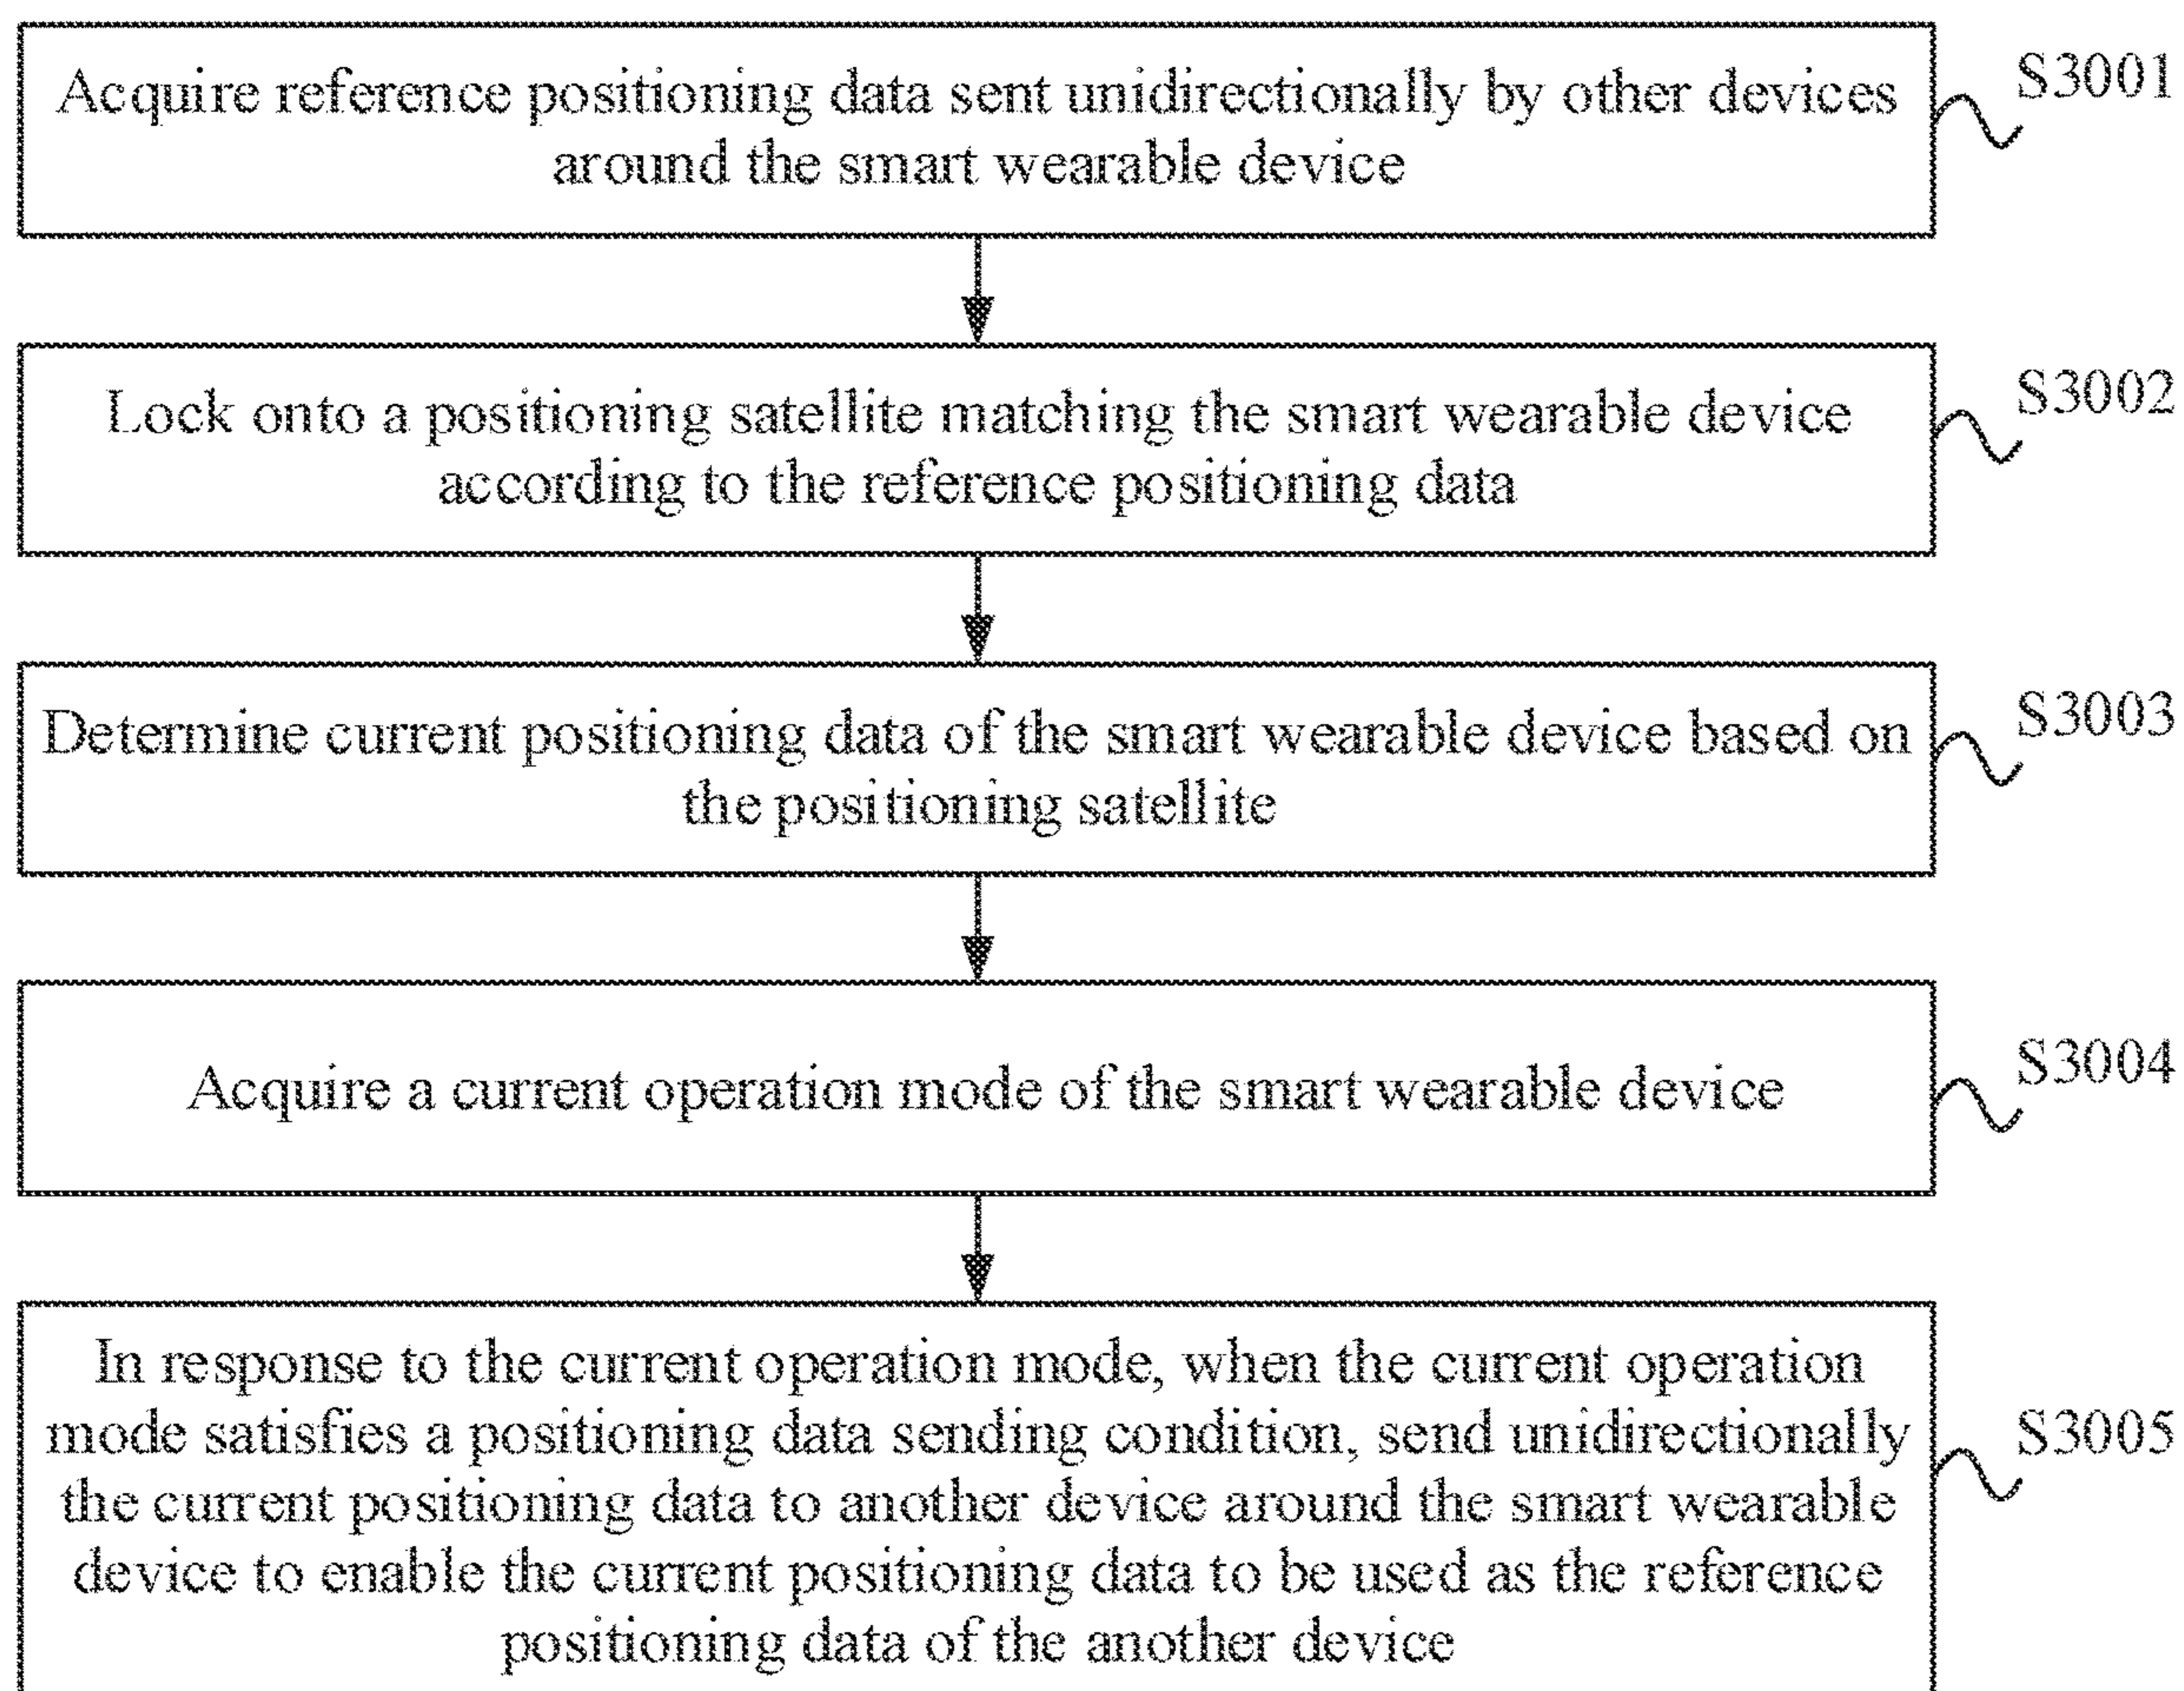 Acquire reference positioning data sent unidirectionally by other devices
around the smart wearable device
S3001
Lock onto a positioning satellite matching the smart wearable device
according to the reference positioning data
S3002
Determine current positioning data of the smart wearable device based on
the positioning satellite
S3003
Acquire a current operation mode of the smart wearable device
S3004
In response to the current operation mode, when the current operation
mode satisfies a positioning data sending condition, send unidirectionally
the current positioning data to another device around the smart wearable
device to enable the current positioning data to be used as the reference
positioning data of the another device
S3005